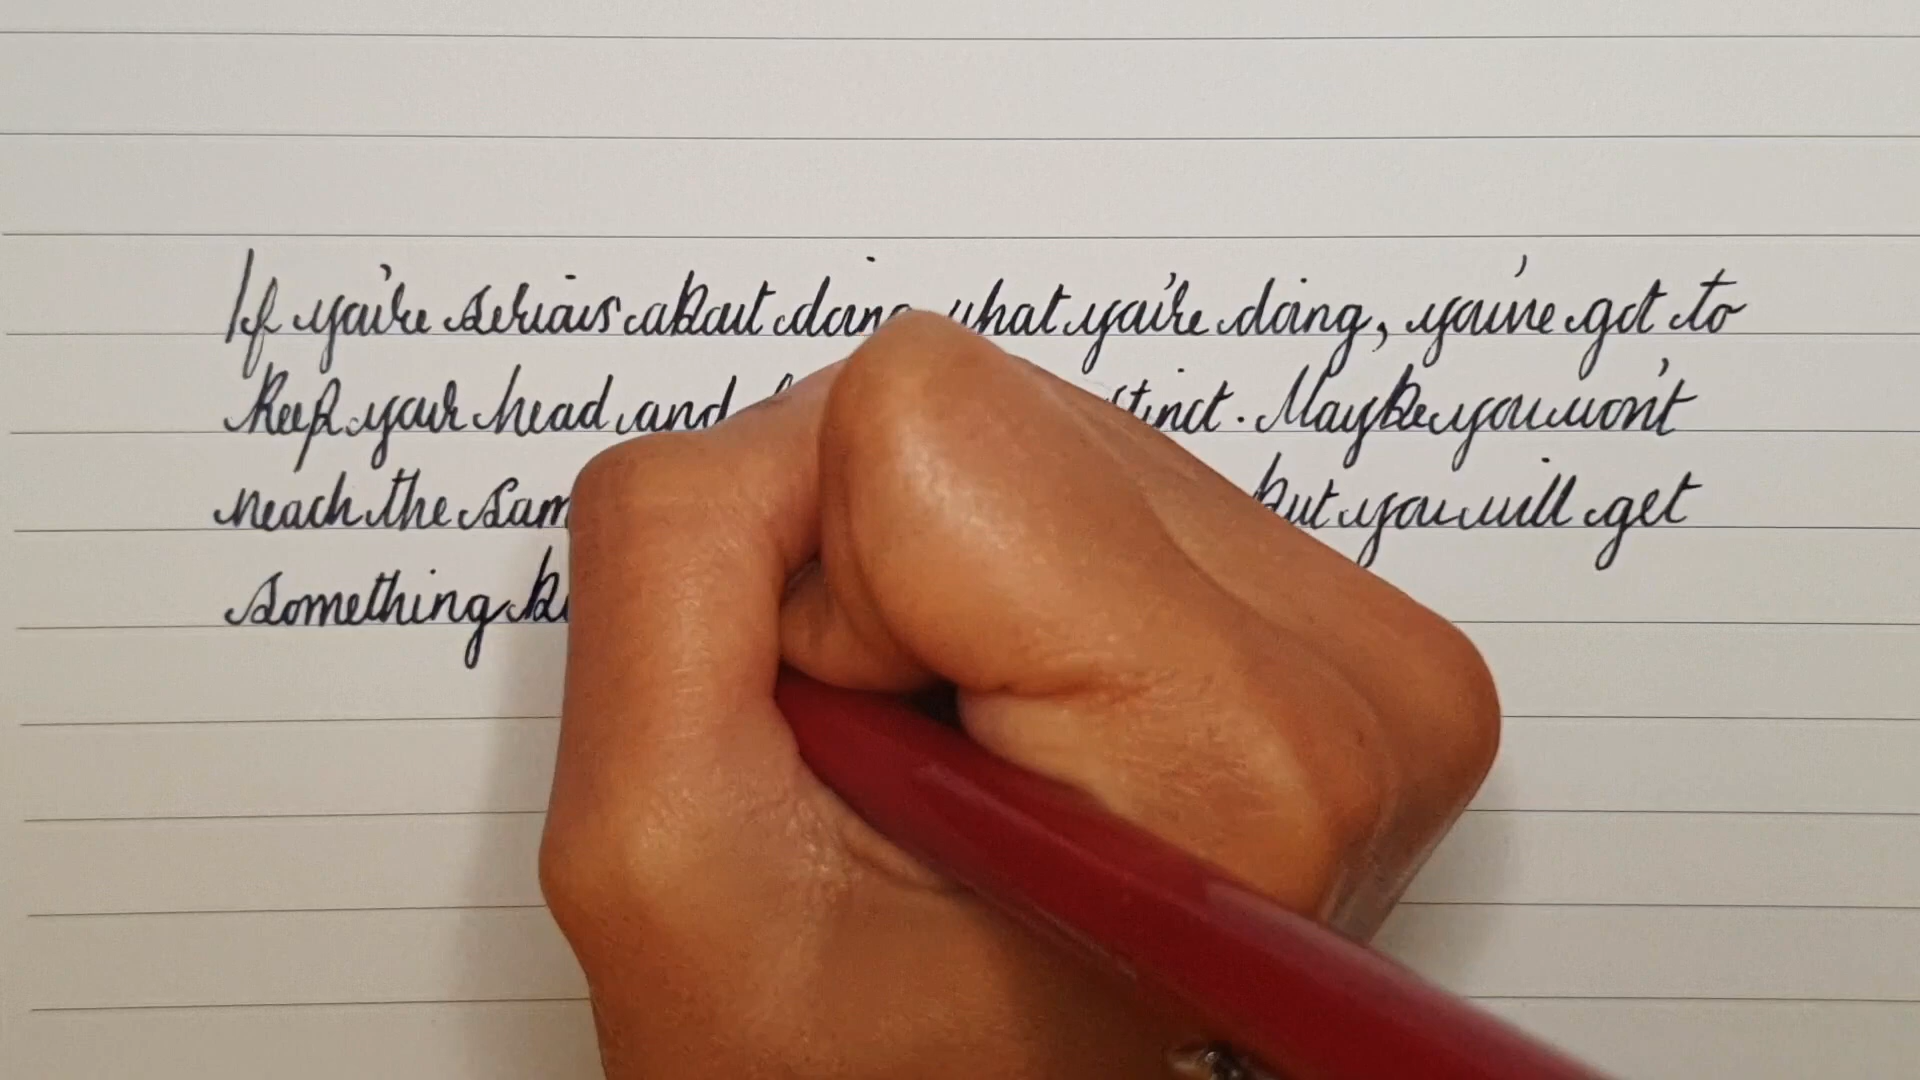 If you're serious about doing what you're doing, you've got to
keep your head and instinct. Maybe you won't
reach the same but you will get
something